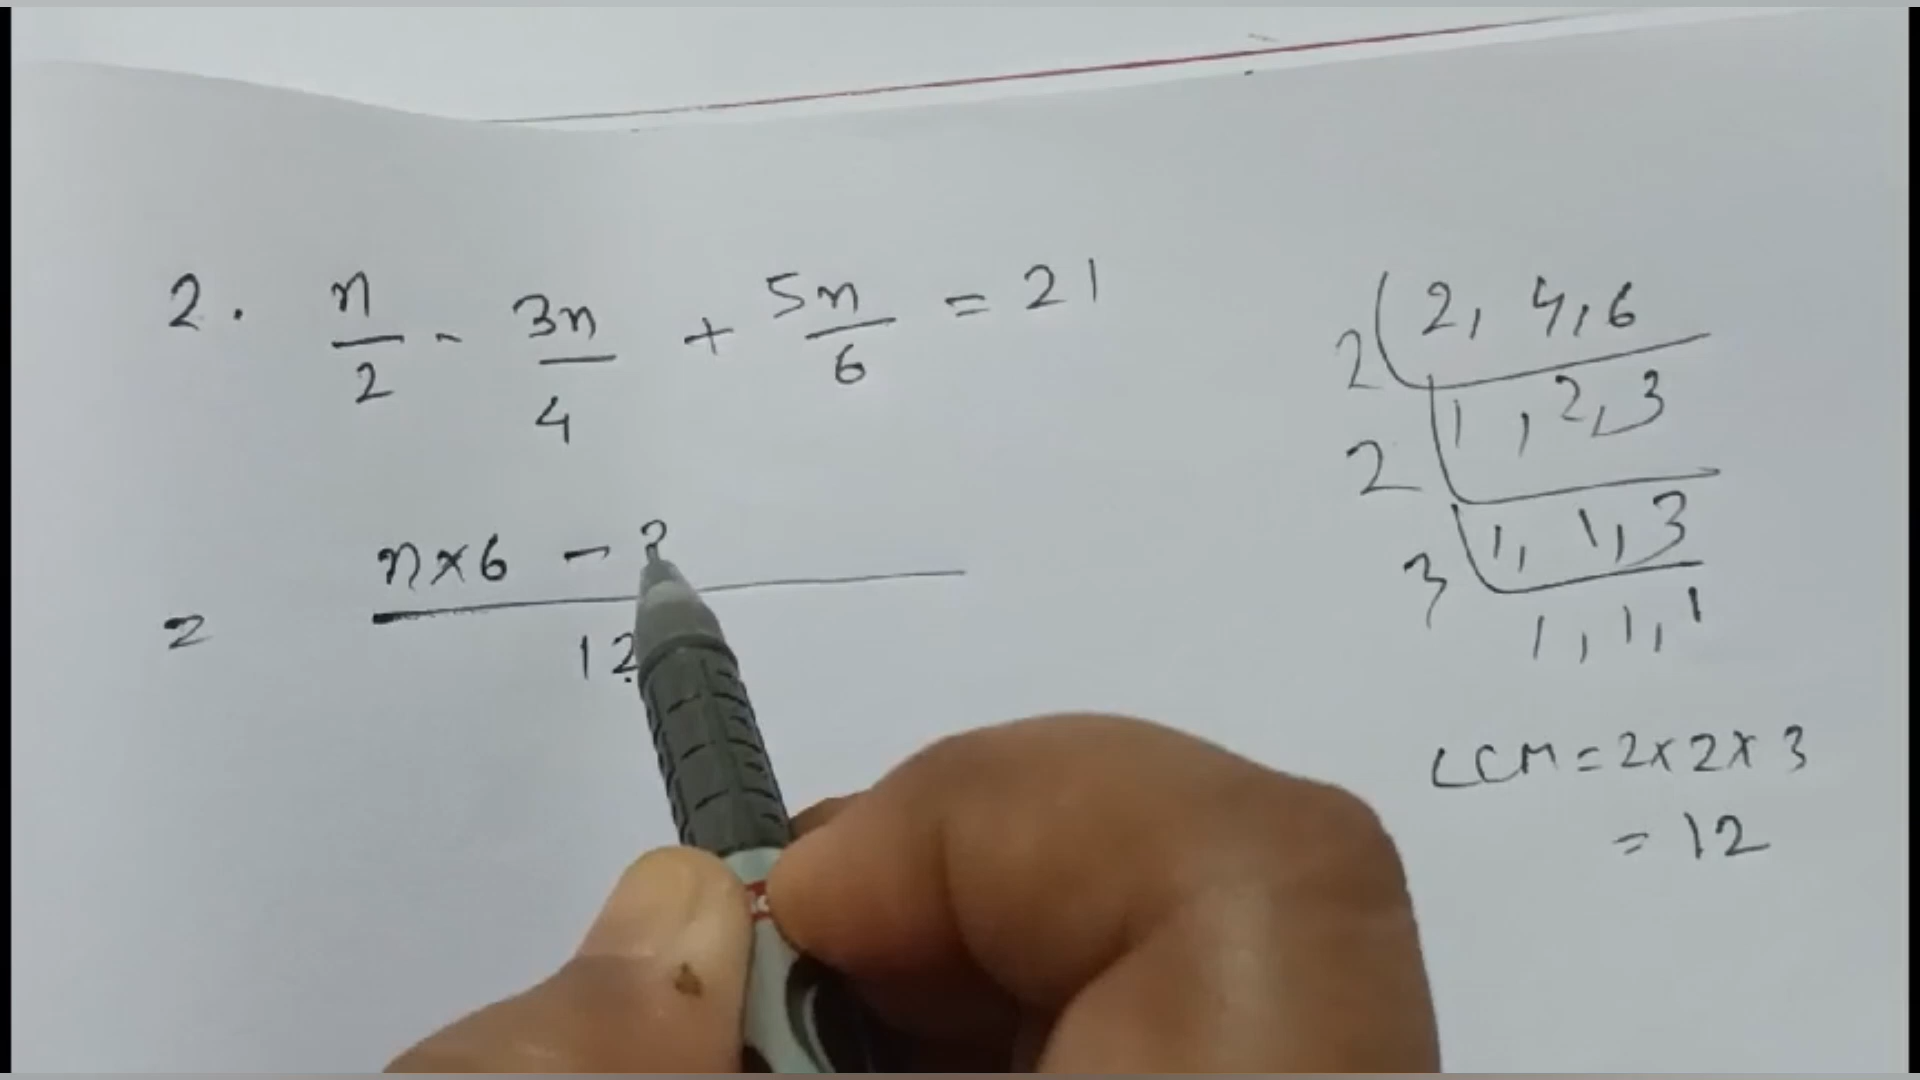 2. n/2 - 3n/4 + 5n/6 = 21
= n×6 - 3 / 12
2 ( 2, 4, 6
2 1, 2, 3
3 1, 1, 3
1, 1, 1
LCM = 2×2×3
= 12